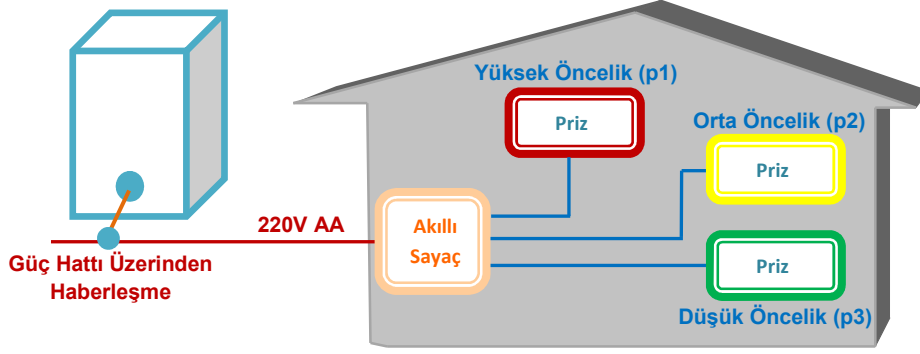 Yüksek Öncelik (p1)
Priz
Orta Öncelik (p2)
Priz
220V AA
Akıllı
Sayaç
Güç Hattı Üzerinden
Haberleşme
Priz
Düşük Öncelik (p3)